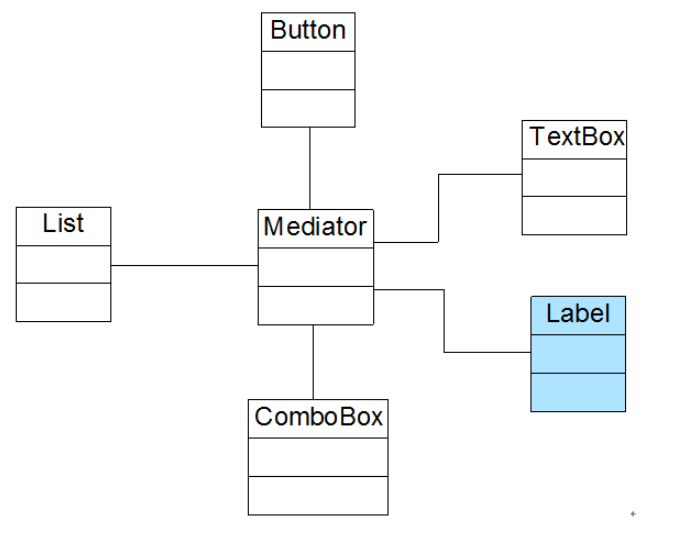 Button
TextBox
List
Mediator
Label
ComboBox